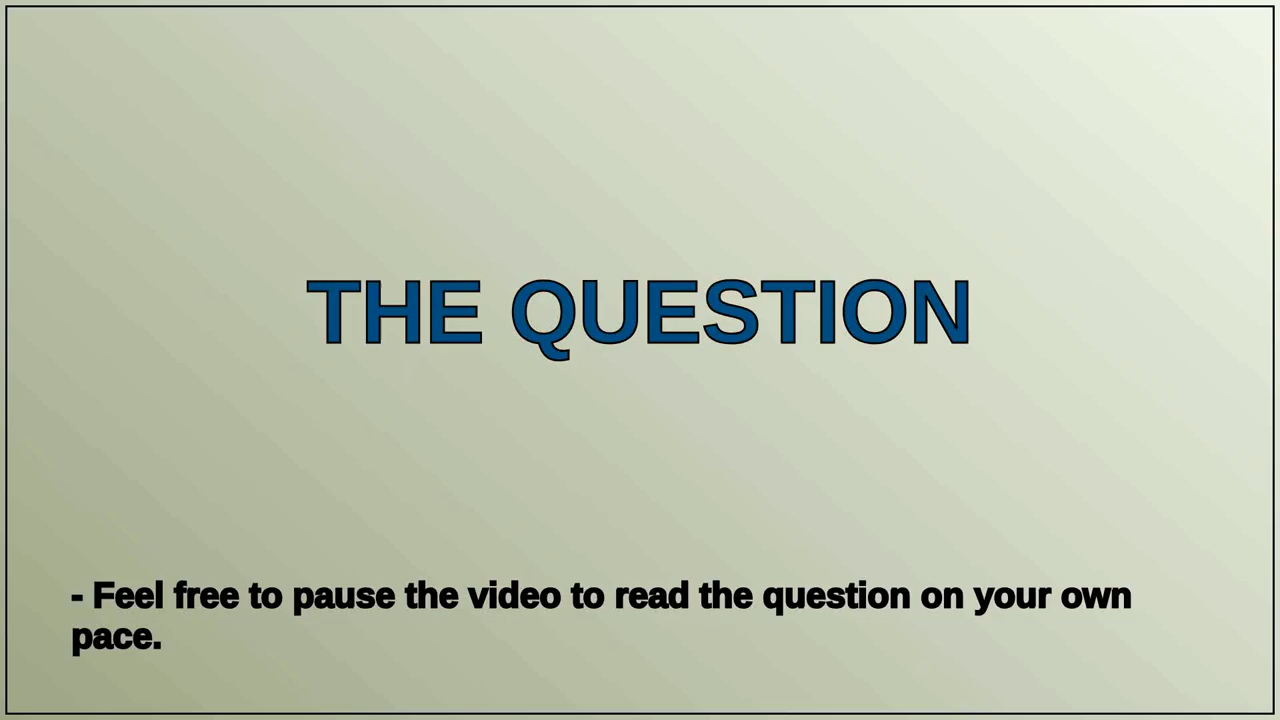 THE QUESTION
- Feel free to pause the video to read the question on your own
pace.